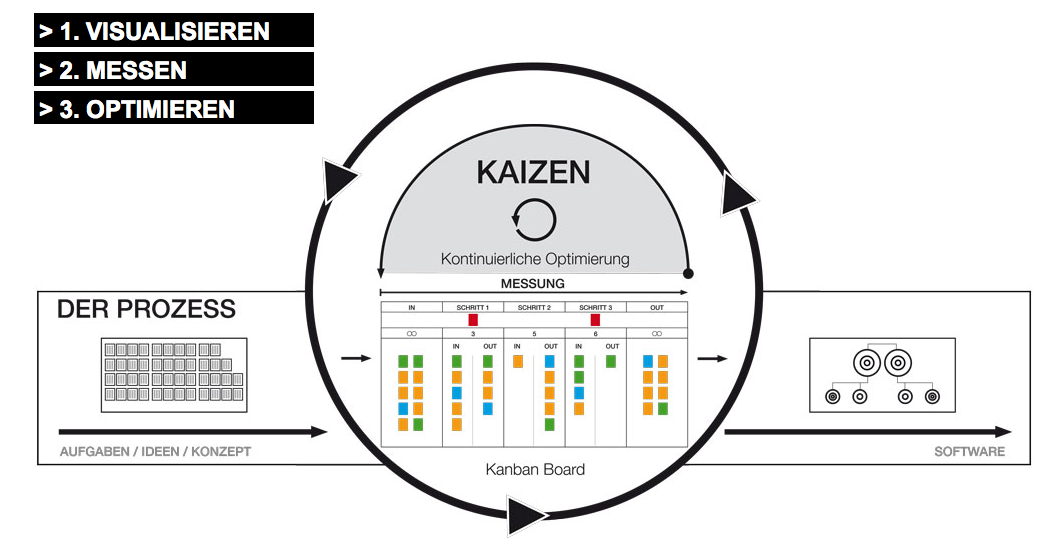 > 1. VISUALISIEREN
> 2. MESSEN
> 3. OPTIMIEREN
KAIZEN
Kontinuierliche Optimierung
MESSUNG
DER PROZESS
IN SCHRITT 1 SCHRITT 2 SCHRITT 3 OUT
∞ 3 5 6 ∞
IN OUT IN OUT IN OUT
AUFGABEN / IDEEN / KONZEPT
SOFTWARE
Kanban Board